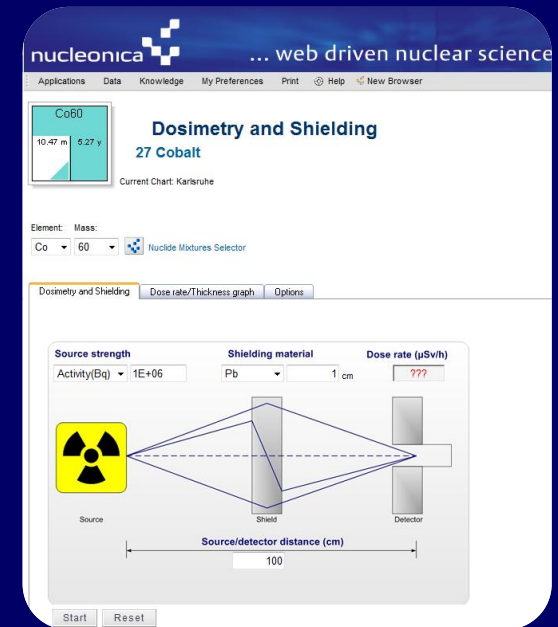 nucleonica
... web driven nuclear science
Applications Data Knowledge My Preferences Print Help New Browser
Co60
10.47 m 5.27 y
Dosimetry and Shielding
27 Cobalt
Current Chart: Karlsruhe
Element: Mass:
Co 60 Nuclide Mixtures Selector
Dosimetry and Shielding Dose rate/Thickness graph Options
Source strength Shielding material Dose rate (µSv/h)
Activity(Bq) 1E+06 Pb 1 cm ???
Source Shield Detector
Source/detector distance (cm)
100
Start Reset